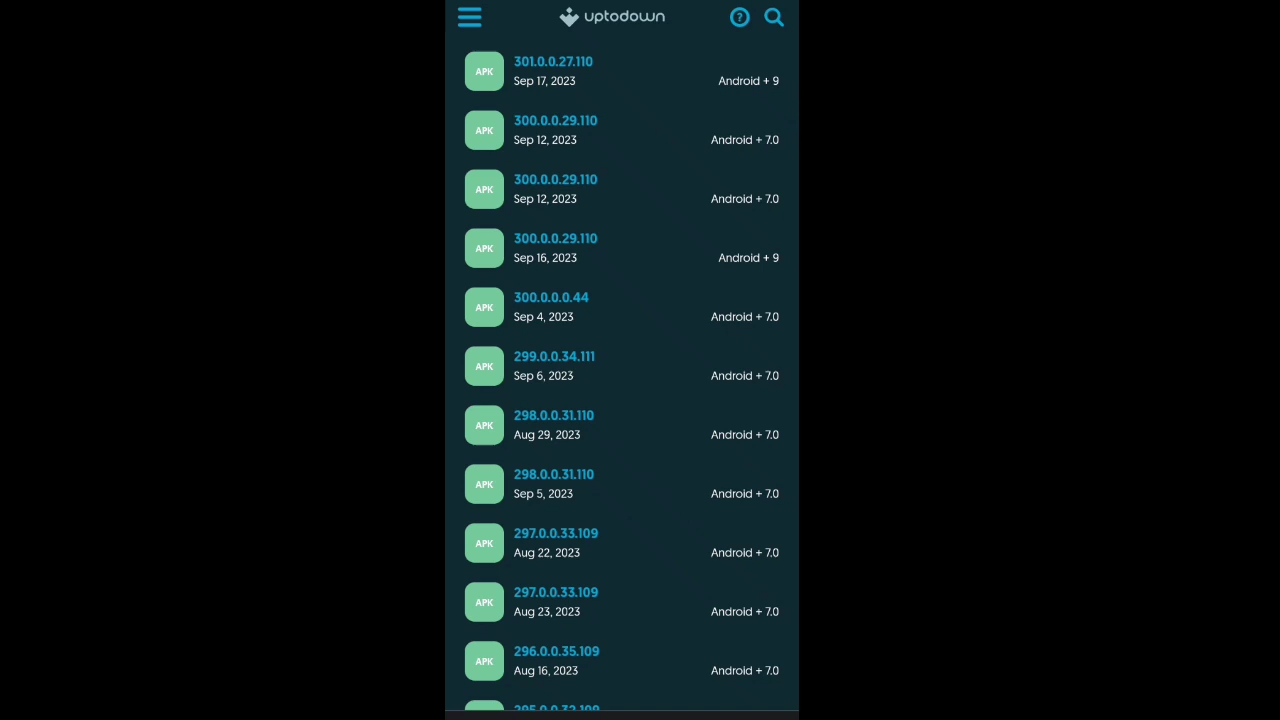 uptodown
?
APK
301.0.0.27.110
Sep 17, 2023
Android + 9
APK
300.0.0.29.110
Sep 12, 2023
Android + 7.0
APK
300.0.0.29.110
Sep 12, 2023
Android + 7.0
APK
300.0.0.29.110
Sep 16, 2023
Android + 9
APK
300.0.0.0.44
Sep 4, 2023
Android + 7.0
APK
299.0.0.34.111
Sep 6, 2023
Android + 7.0
APK
298.0.0.31.110
Aug 29, 2023
Android + 7.0
APK
298.0.0.31.110
Sep 5, 2023
Android + 7.0
APK
297.0.0.33.109
Aug 22, 2023
Android + 7.0
APK
297.0.0.33.109
Aug 23, 2023
Android + 7.0
APK
296.0.0.35.109
Aug 16, 2023
Android + 7.0